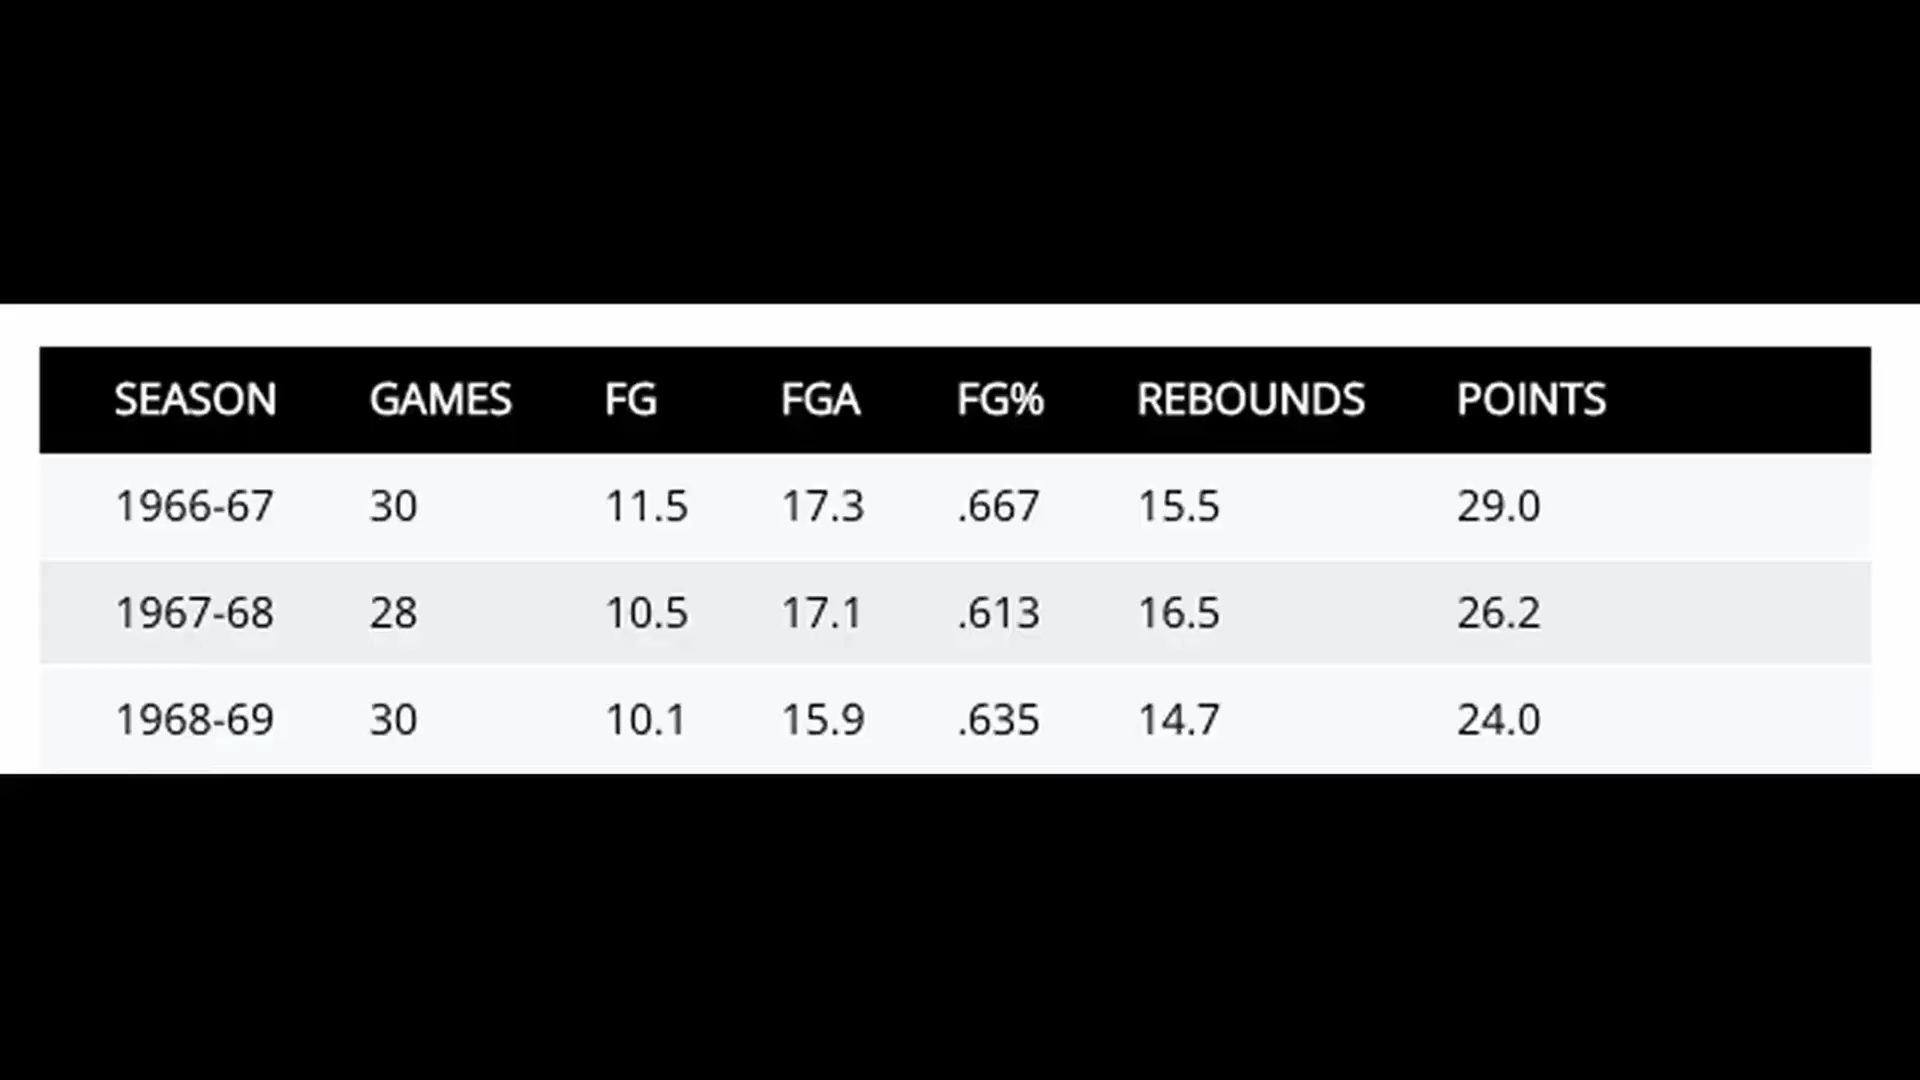 SEASON GAMES FG FGA FG% REBOUNDS POINTS
1966-67 30 11.5 17.3 .667 15.5 29.0
1967-68 28 10.5 17.1 .613 16.5 26.2
1968-69 30 10.1 15.9 .635 14.7 24.0